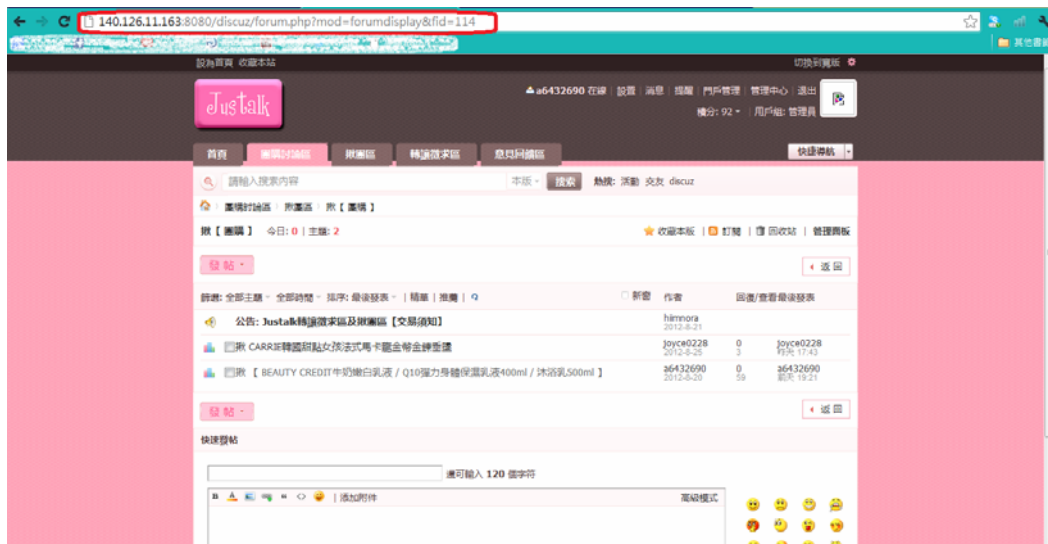 140.126.11.163:8080/discuz/forum.php?mod=forumdisplay&fid=114
其他書籤
設為首頁 收藏本站 切換到寬版
Justalk
a6432690 在線 | 設置 | 消息 | 提醒 | 門戶管理 | 管理中心 | 退出
積分: 92 | 用戶組: 管理員
首頁 團購討論區 揪團區 轉讓徵求區 意見回饋區 快捷導航
請輸入搜索內容 本版 搜索 熱搜: 活動 交友 discuz
團購討論區 › 揪團區 › 揪【 團購 】
揪【 團購 】 今日: 0 | 主題: 2 收藏本版 | 訂閱 | 回收站 | 管理面板
發帖 返回
篩選: 全部主題 全部時間 排序: 最後發表 | 精華 | 推薦 | 新窗 作者 回復/查看 最後發表
公告: Justalk轉讓徵求區及揪團區【交易須知】 himnora
2012-8-21
揪 CARRIE韓國甜點女孩法式馬卡龍金幣金鍊重鍊 joyce0228 0 joyce0228
2012-8-25 3 昨天 17:43
揪 【 BEAUTY CREDIT牛奶嫩白乳液 / Q10彈力身體保濕乳液400ml / 沐浴乳500ml 】 a6432690 0 a6432690
2012-8-20 59 前天 19:21
發帖 返回
快速發帖
還可輸入 120 個字符
B A 添加附件 高級模式